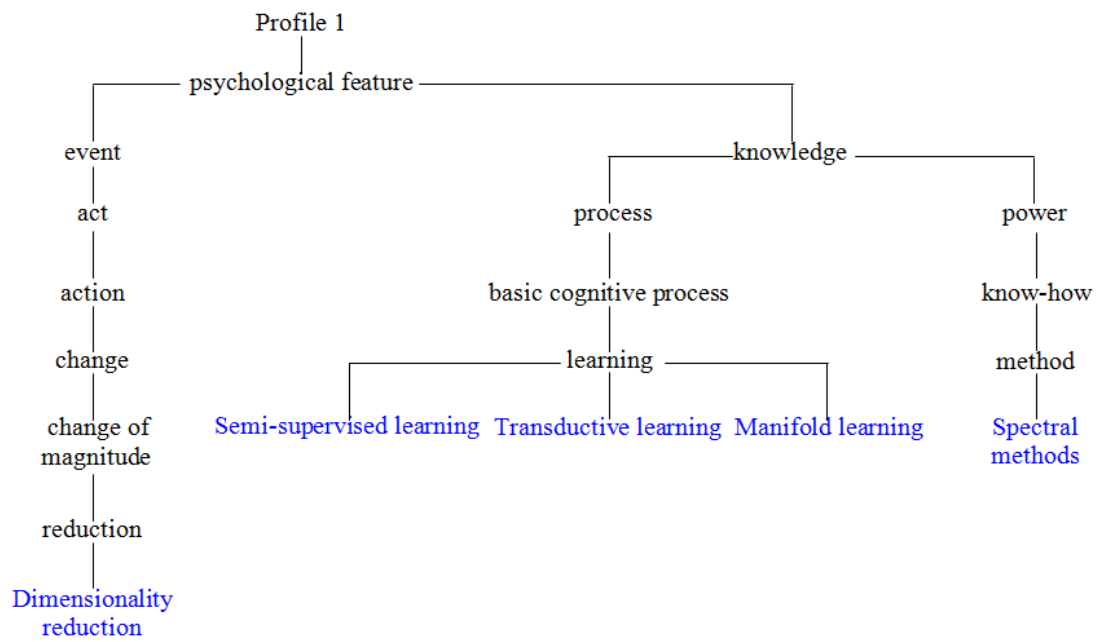 Profile 1
psychological feature
event
knowledge
act
process
power
action
basic cognitive process
know-how
change
learning
method
change of
magnitude
Semi-supervised learning
Transductive learning
Manifold learning
Spectral
methods
reduction
Dimensionality
reduction